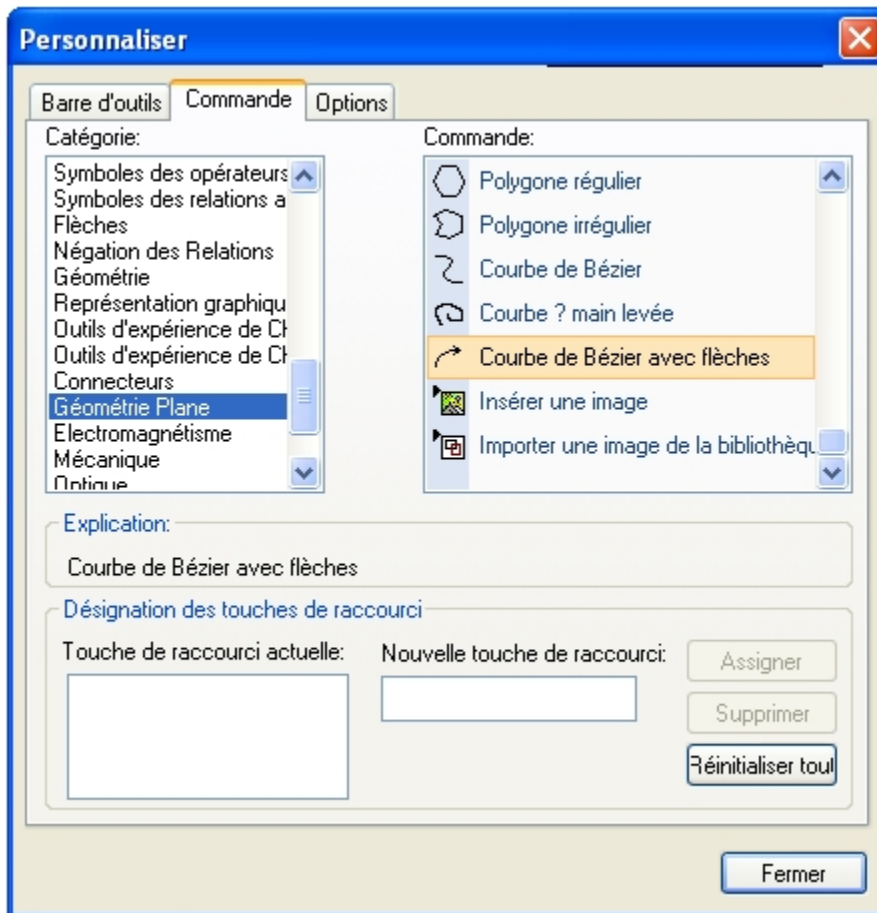 Personnaliser
Barre d'outils Commande Options
Catégorie:
Symboles des opérateurs
Symboles des relations a
Flèches
Négation des Relations
Géométrie
Représentation graphiqu
Outils d'expérience de CH
Outils d'expérience de CH
Connecteurs
Géométrie Plane
Electromagnétisme
Mécanique
Optique
Commande:
Polygone régulier
Polygone irrégulier
Courbe de Bézier
Courbe ? main levée
Courbe de Bézier avec flèches
Insérer une image
Importer une image de la bibliothèqu
Explication:
Courbe de Bézier avec flèches
Désignation des touches de raccourci
Touche de raccourci actuelle:
Nouvelle touche de raccourci:
Assigner
Supprimer
Réinitialiser tout
Fermer